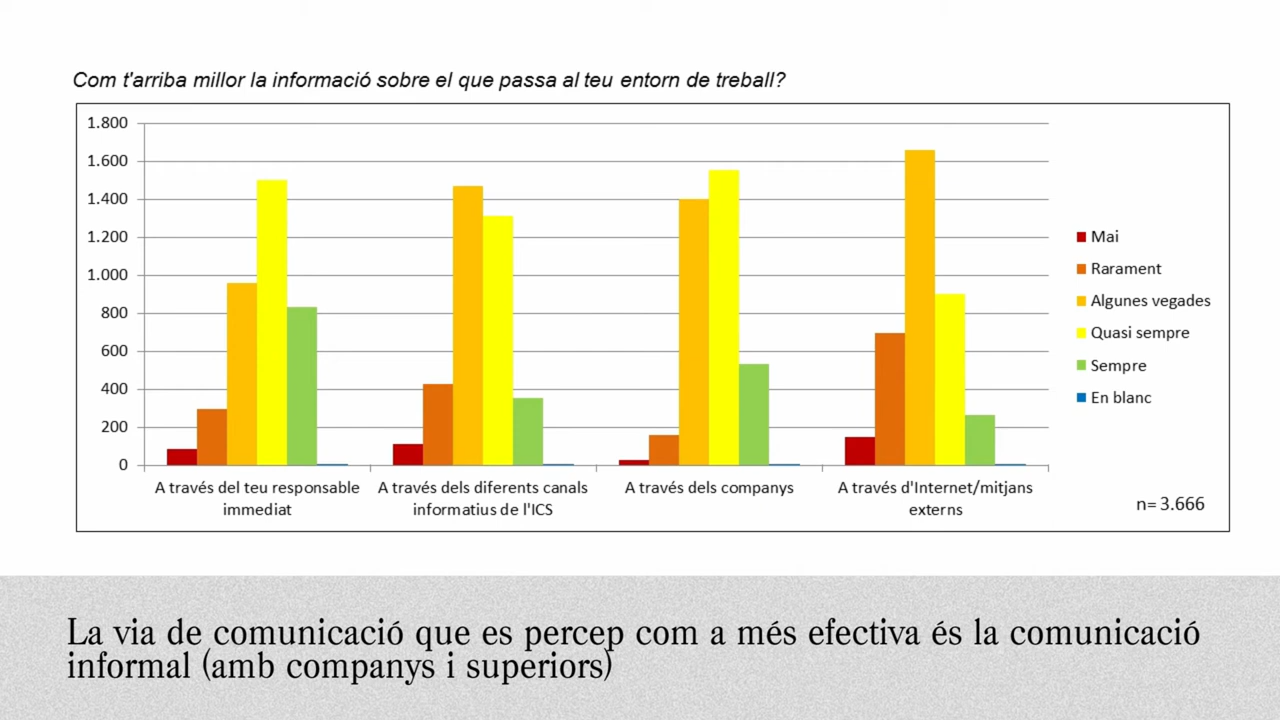 Com t'arriba millor la informació sobre el que passa al teu entorn de treball?
1.800
1.600
1.400
1.200
1.000
800
600
400
200
0
Mai
Rarament
Algunes vegades
Quasi sempre
Sempre
En blanc
A través del teu responsable
immediat
A través dels diferents canals
informatius de l'ICS
A través dels companys
A través d'Internet/mitjans
externs
n= 3.666
La via de comunicació que es percep com a més efectiva és la comunicació
informal (amb companys i superiors)